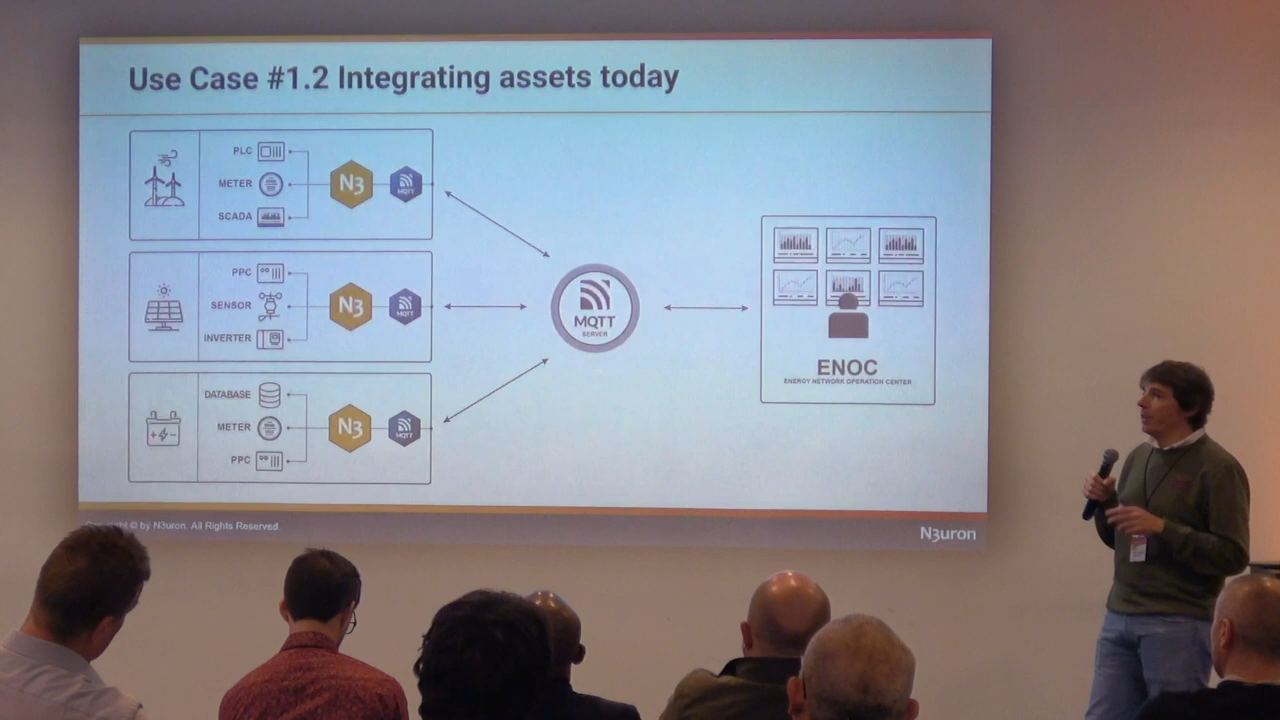 Use Case #1.2 Integrating assets today
PLC
METER
SCADA
N3
MQTT
PPC
SENSOR
INVERTER
N3
MQTT
DATABASE
METER
PPC
N3
MQTT
MQTT
SERVER
ENOC
ENERGY NETWORK OPERATION CENTER
© by N3uron. All Rights Reserved.
N3uron